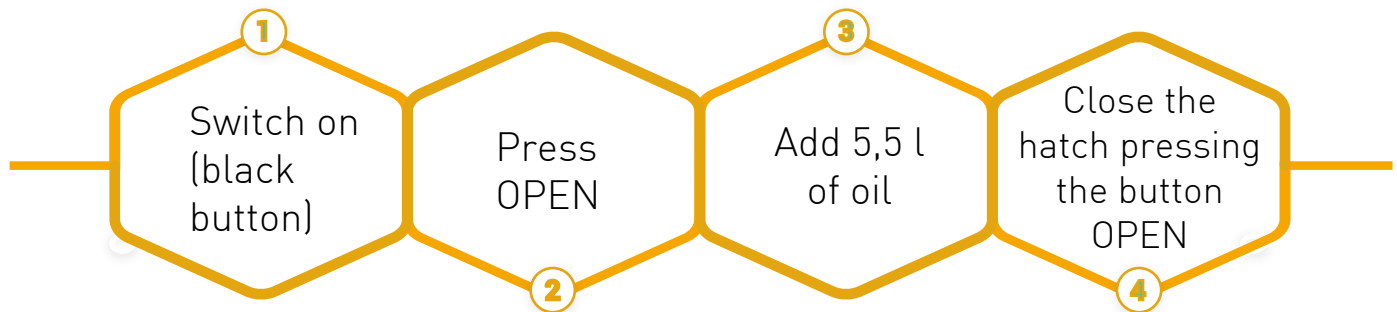 1
Switch on
(black
button)
2
Press
OPEN
3
Add 5,5 l
of oil
4
Close the
hatch pressing
the button
OPEN